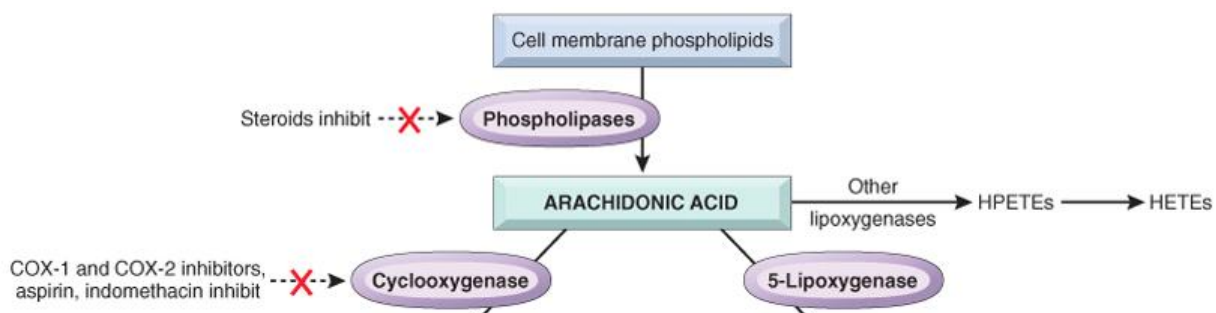 Cell membrane phospholipids
Steroids inhibit
Phospholipases
ARACHIDONIC ACID
Other
lipoxygenases
HPETEs
HETEs
COX-1 and COX-2 inhibitors,
aspirin, indomethacin inhibit
Cyclooxygenase
5-Lipoxygenase